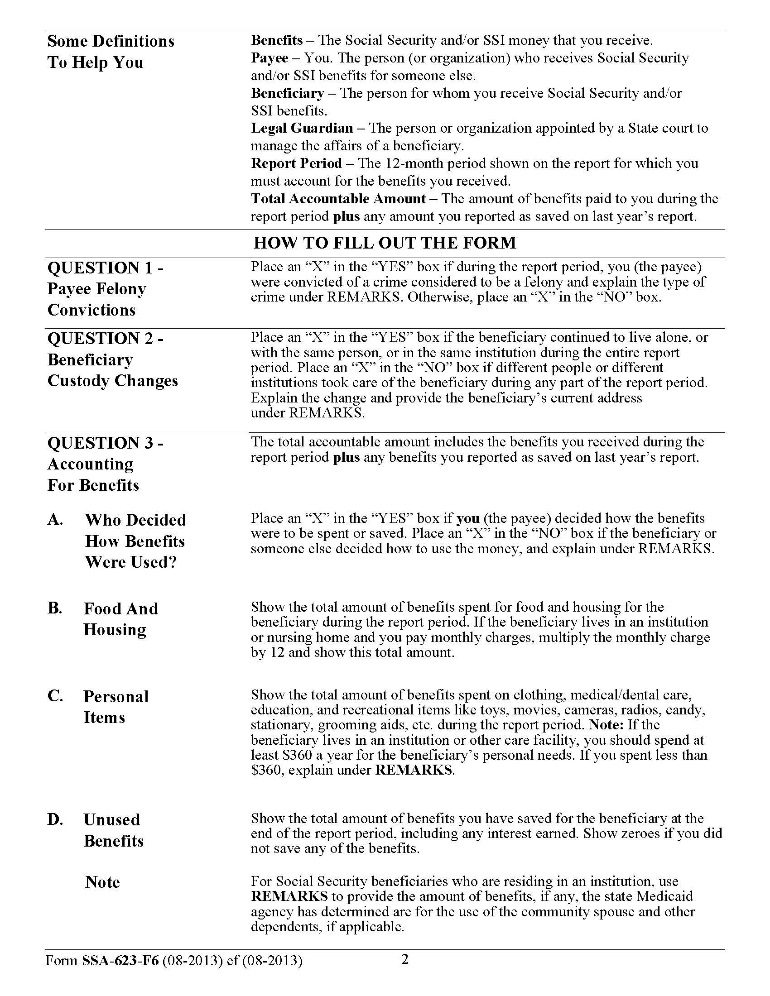 Some Definitions
To Help You
Benefits – The Social Security and/or SSI money that you receive.
Payee – You. The person (or organization) who receives Social Security
and/or SSI benefits for someone else.
Beneficiary – The person for whom you receive Social Security and/or
SSI benefits.
Legal Guardian – The person or organization appointed by a State court to
manage the affairs of a beneficiary.
Report Period – The 12-month period shown on the report for which you
must account for the benefits you received.
Total Accountable Amount – The amount of benefits paid to you during the
report period plus any amount you reported as saved on last year’s report.
HOW TO FILL OUT THE FORM
QUESTION 1 -
Payee Felony
Convictions
Place an “X” in the “YES” box if during the report period, you (the payee)
were convicted of a crime considered to be a felony and explain the type of
crime under REMARKS. Otherwise, place an “X” in the “NO” box.
QUESTION 2 -
Beneficiary
Custody Changes
Place an “X” in the “YES” box if the beneficiary continued to live alone, or
with the same person, or in the same institution during the entire report
period. Place an “X” in the “NO” box if different people or different
institutions took care of the beneficiary during any part of the report period.
Explain the change and provide the beneficiary’s current address
under REMARKS.
QUESTION 3 -
Accounting
For Benefits
The total accountable amount includes the benefits you received during the
report period plus any benefits you reported as saved on last year’s report.
A. Who Decided
How Benefits
Were Used?
Place an “X” in the “YES” box if you (the payee) decided how the benefits
were to be spent or saved. Place an “X” in the “NO” box if the beneficiary or
someone else decided how to use the money, and explain under REMARKS.
B. Food And
Housing
Show the total amount of benefits spent for food and housing for the
beneficiary during the report period. If the beneficiary lives in an institution
or nursing home and you pay monthly charges, multiply the monthly charge
by 12 and show this total amount.
C. Personal
Items
Show the total amount of benefits spent on clothing, medical/dental care,
education, and recreational items like toys, movies, cameras, radios, candy,
stationary, grooming aids, etc. during the report period. Note: If the
beneficiary lives in an institution or other care facility, you should spend at
least $360 a year for the beneficiary’s personal needs. If you spent less than
$360, explain under REMARKS.
D. Unused
Benefits
Show the total amount of benefits you have saved for the beneficiary at the
end of the report period, including any interest earned. Show zeroes if you did
not save any of the benefits.
Note
For Social Security beneficiaries who are residing in an institution, use
REMARKS to provide the amount of benefits, if any, the state Medicaid
agency has determined are for the use of the community spouse and other
dependents, if applicable.
Form SSA-623-F6 (08-2013) ef (08-2013)
2